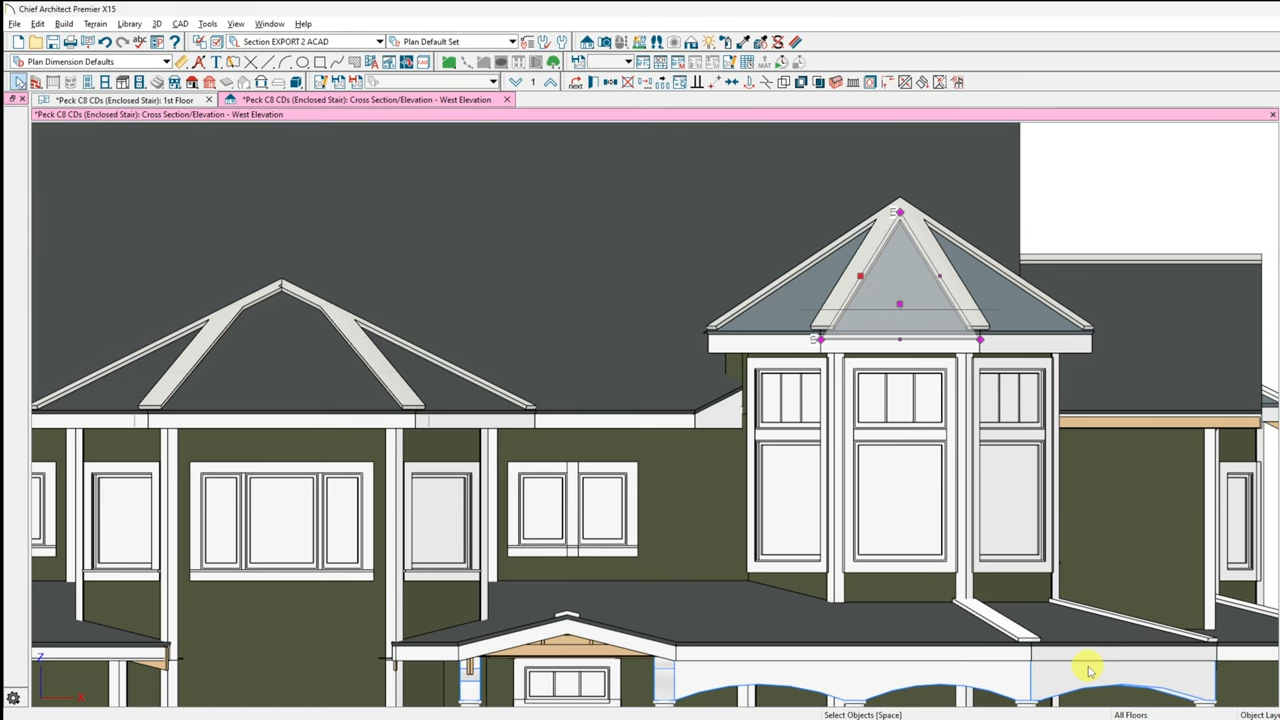 Chief Architect Premier X15
File Edit Build Terrain Library 3D CAD Tools View Window Help
Section EXPORT 2 ACAD Plan Default Set
Plan Dimension Defaults
1 next MAT
*Peck C8 CDs (Enclosed Stair): 1st Floor *Peck C8 CDs (Enclosed Stair): Cross Section/Elevation - West Elevation
*Peck C8 CDs (Enclosed Stair): Cross Section/Elevation - West Elevation
E
S
Z
X
Select Objects [Space] All Floors Object Lay